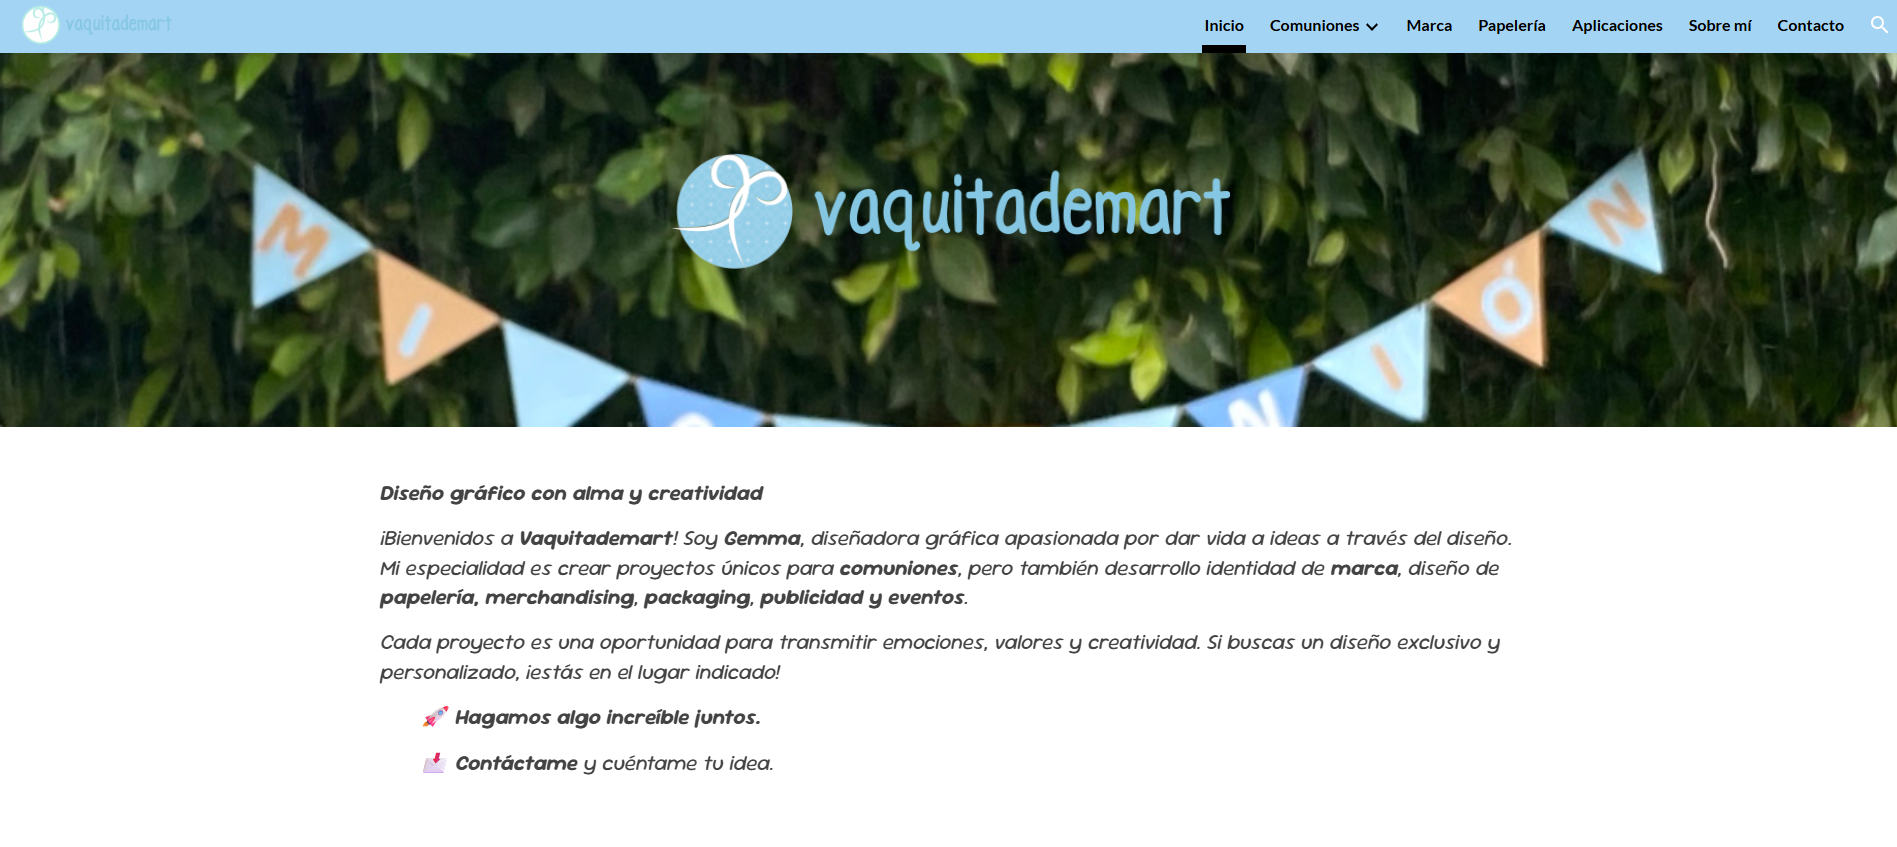 vaquitademart
Inicio
Comuniones
Marca
Papelería
Aplicaciones
Sobre mí
Contacto
vaquitademart
M I N I Ó N
Diseño gráfico con alma y creatividad
¡Bienvenidos a Vaquitademart! Soy Gemma, diseñadora gráfica apasionada por dar vida a ideas a través del diseño.
Mi especialidad es crear proyectos únicos para comuniones, pero también desarrollo identidad de marca, diseño de
papelería, merchandising, packaging, publicidad y eventos.
Cada proyecto es una oportunidad para transmitir emociones, valores y creatividad. Si buscas un diseño exclusivo y
personalizado, ¡estás en el lugar indicado!
Hagamos algo increíble juntos.
Contáctame y cuéntame tu idea.